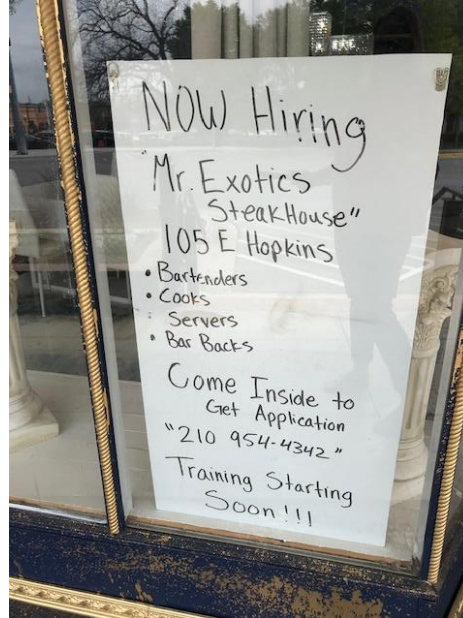 NOW Hiring
"Mr. Exotics
SteakHouse"
105 E Hopkins
• Bartenders
• Cooks
• Servers
• Bar Backs
Come Inside to
Get Application
"210 954-4342"
Training Starting
Soon!!!